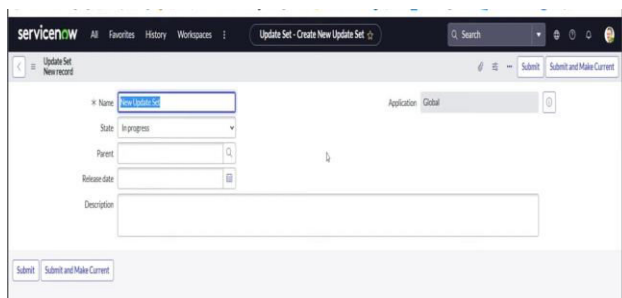 servicenow All Favorites History Workspaces Update Set - Create New Update Set Search
Update Set
New record
Submit Submit and Make Current
Name New Update Set
Application Global
State In progress
Parent
Release date
Description
Submit Submit and Make Current